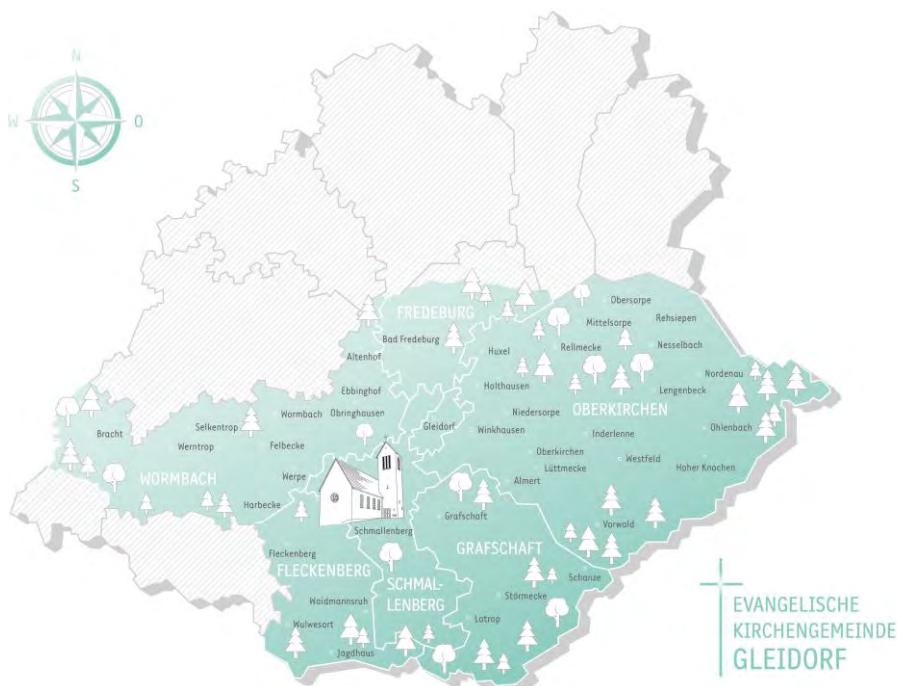 N
W
O
S
FREDEBURG
Bad Fredeburg
Altenhof
Ebbinghof
Wormbach
Obringhausen
Selkentrop
Bracht
Werntrop
Felbecke
WORMBACH
Werpe
Harbecke
Gleidorf
Obersorpe
Mittelsorpe
Rehsiepen
Huxel
Rellmecke
Nesselbach
Nordenau
Holthausen
Lengenbeck
Niedersorpe
OBERKIRCHEN
Winkhausen
Inderlenne
Ohlenbach
Oberkirchen
Westfeld
Lüttmecke
Hoher Knochen
Almert
Vorwald
Schmallenberg
Grafschaft
GRAFSCHAFT
Fleckenberg
FLECKENBERG
SCHMAL-
LENBERG
Schanze
Störmecke
Waidmannsruh
Latrop
Wulwesort
Jagdhaus
EVANGELISCHE
KIRCHENGEMEINDE
GLEIDORF